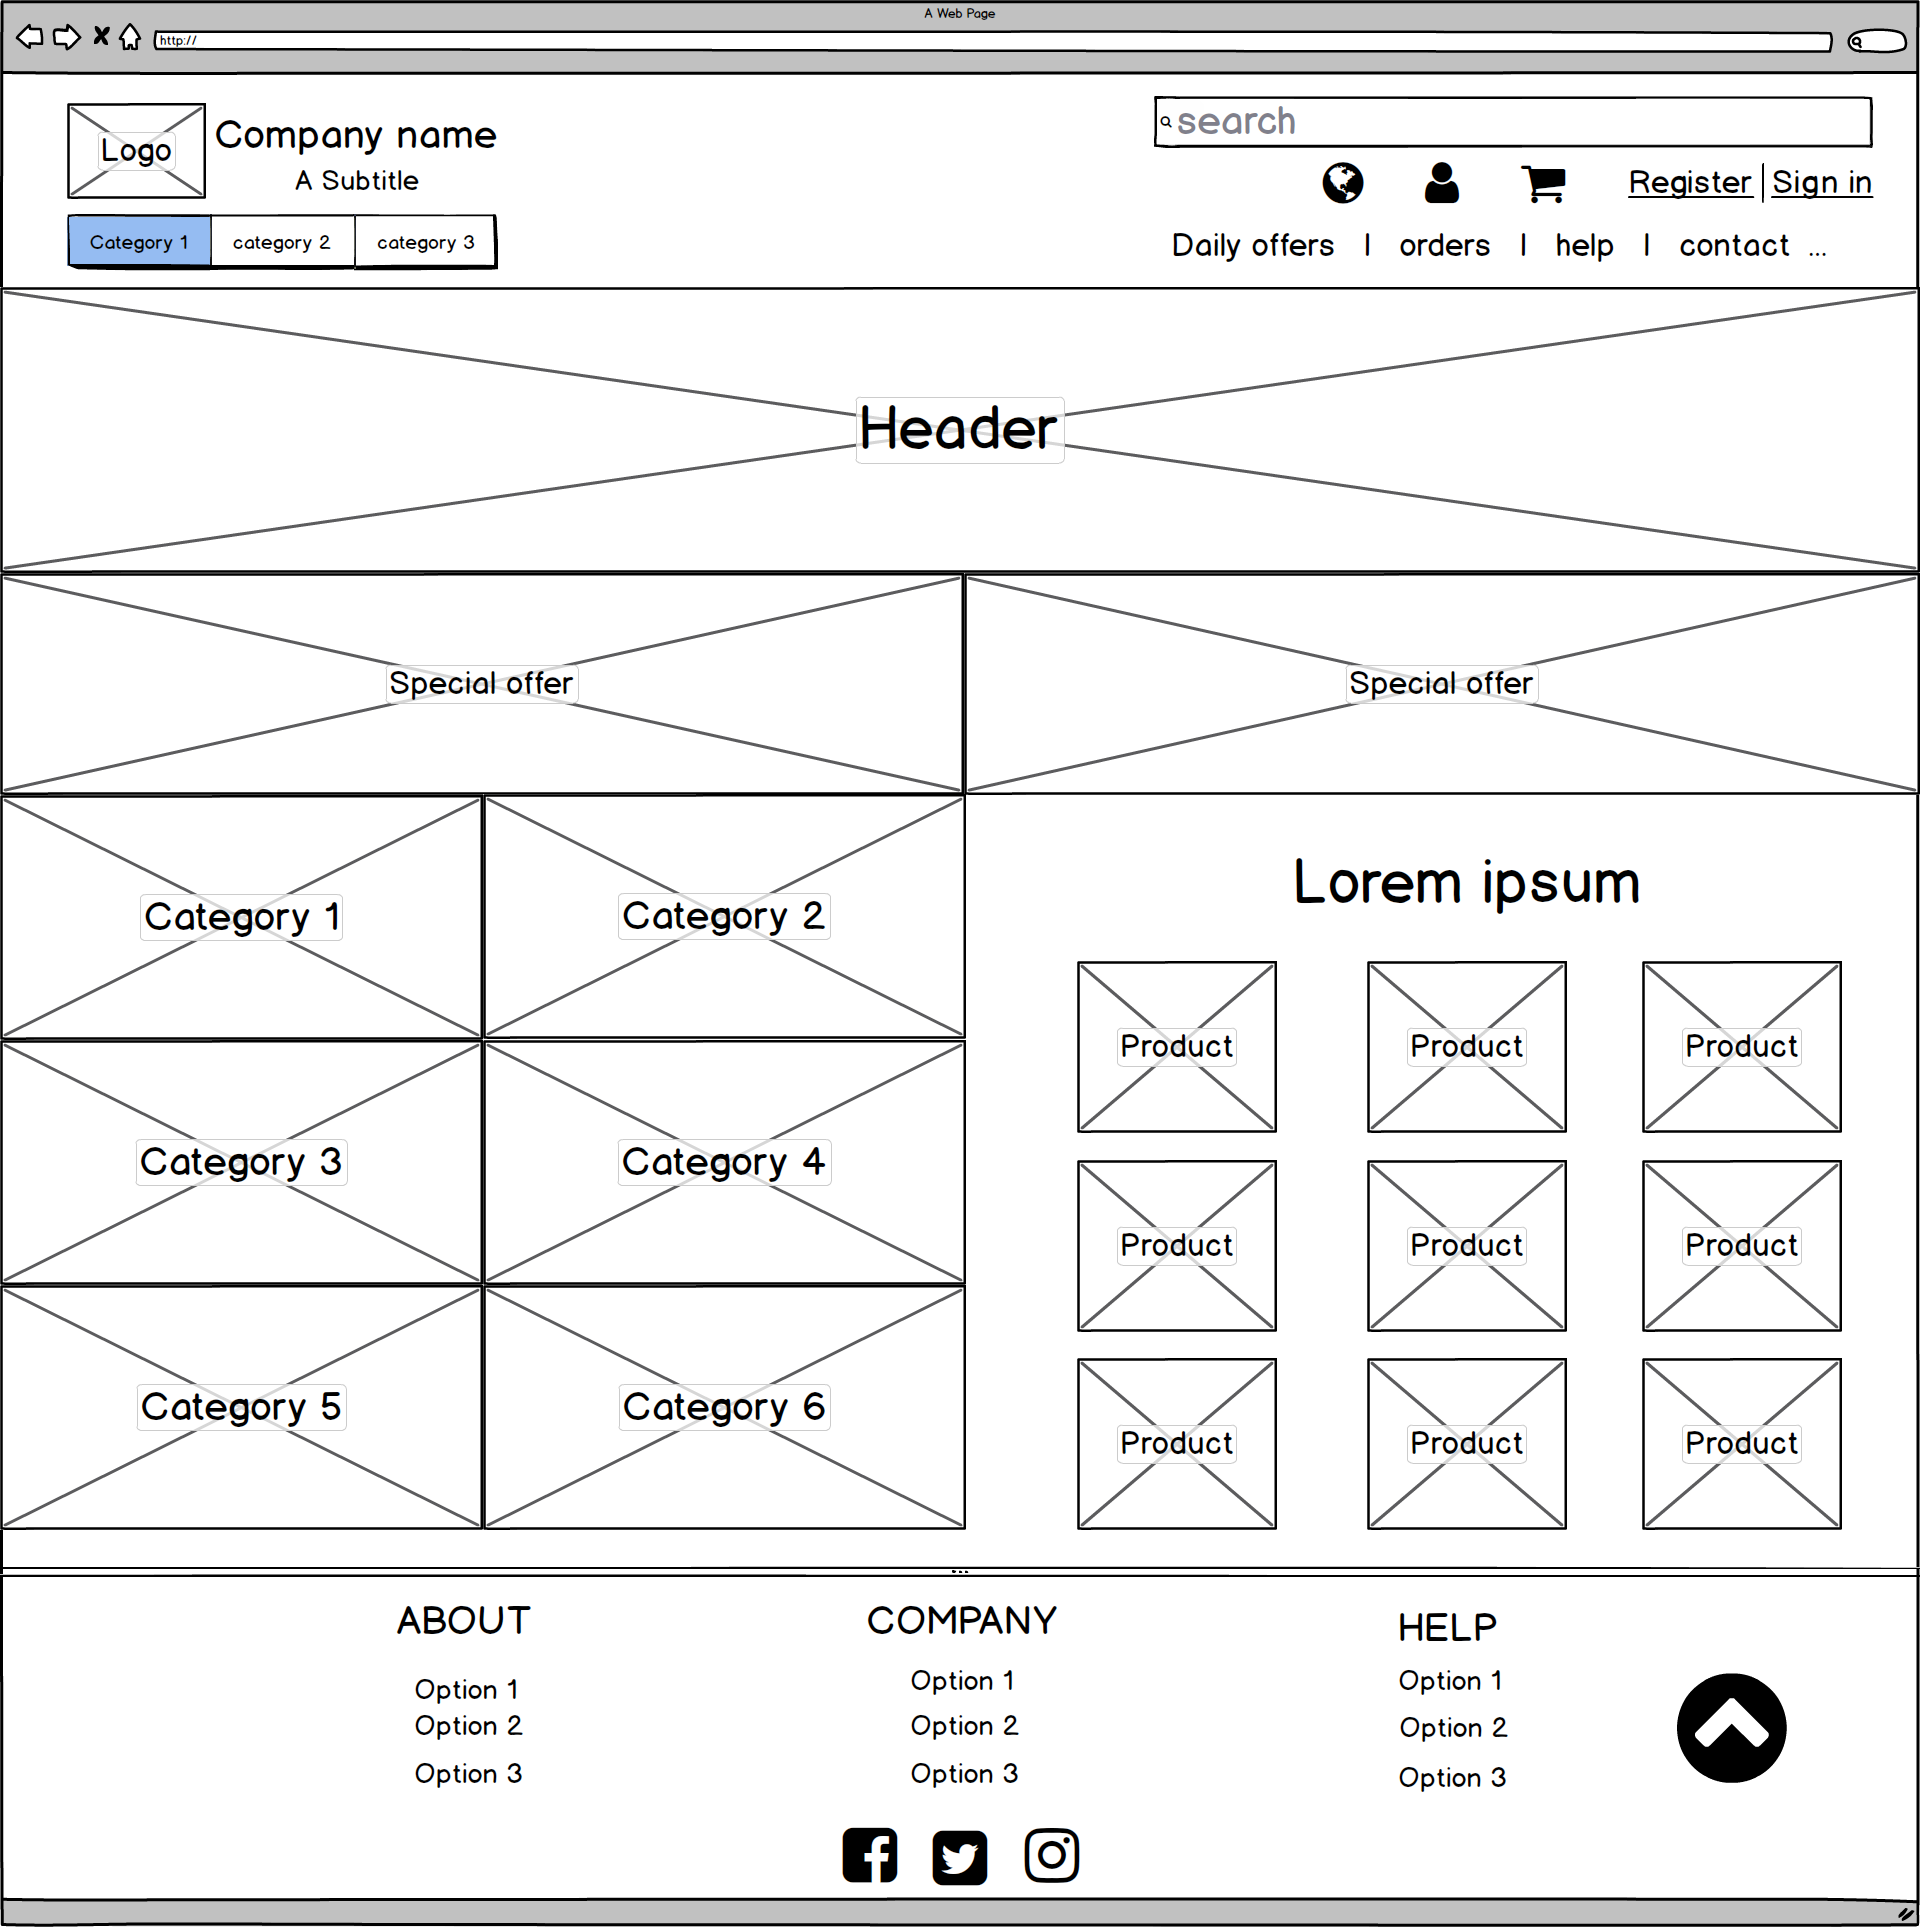 A Web Page
http://
Logo
Company name
A Subtitle
search
Register | Sign in
Category 1 category 2 category 3
Daily offers | orders | help | contact ...
Header
Special offer Special offer
Category 1 Category 2
Category 3 Category 4
Category 5 Category 6
Lorem ipsum
Product Product Product
Product Product Product
Product Product Product
ABOUT
Option 1
Option 2
Option 3
COMPANY
Option 1
Option 2
Option 3
HELP
Option 1
Option 2
Option 3